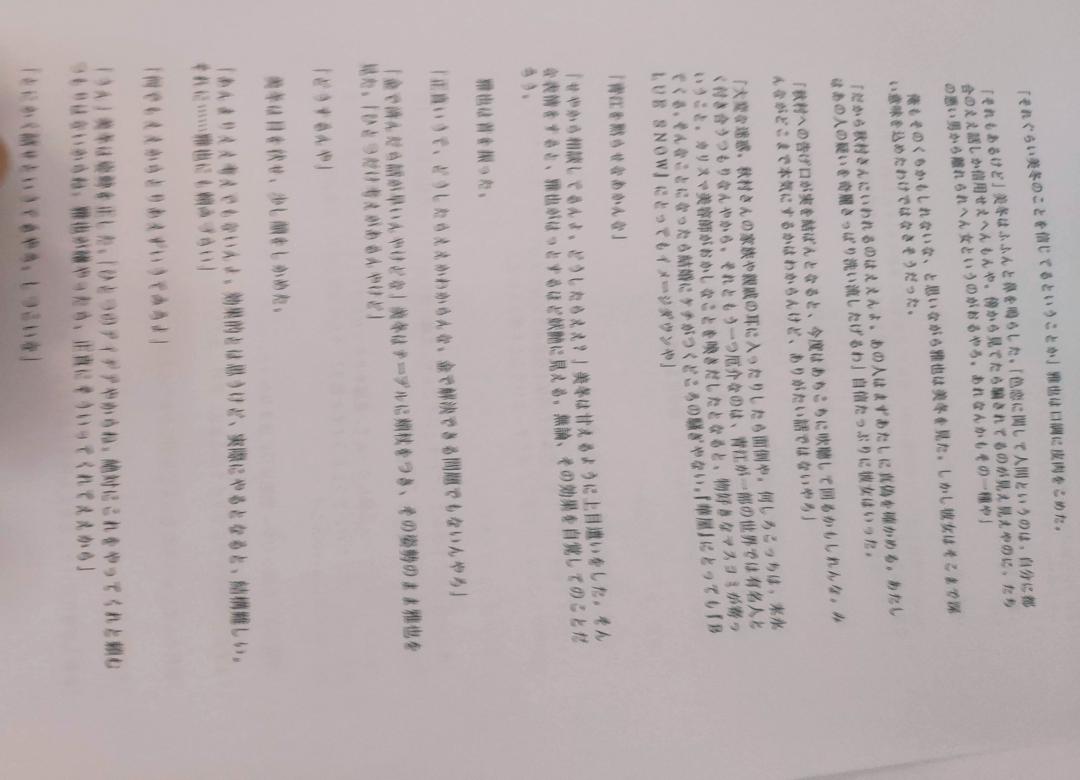 「それぐらい美冬のことを信じてるということか」雅也は口調に皮肉をこめた。
「それもあるけど」美冬はふふんと鼻を鳴らした。「色恋に関して人間というのは、自分に都
合のええ話しか信用せえへんもんや。傍から見てたら騙されてるのが見え見えやのに、たち
の悪い男から離れられへん女というのがおるやろ。あれなんかもその一種や」
俺もそのくちかもしれないな、と思いながら雅也は美冬を見た。しかし彼女はそこまで深
い意味を込めたわけではなさそうだった。
「だから秋村さんにいわれるのはええんよ。あの人はまずあたしに真偽を確かめる。あたし
はあの人の疑いを奇麗さっぱり洗い流したげるわ」自信たっぷりに彼女はいった。
「秋村への告げ口が実を結ばんとなると、今度はあちこちに吹聴して回るかもしれんな。み
んながどこまで本気にするかはわからんけど、ありがたい話ではないやろ」
「大変な迷惑。秋村さんの家族や親戚の耳に入ったりしたら面倒や。何しろこっちは、末永
く付き合うつもりなんやから。それともう一つ厄介なのは、青江が一部の世界では有名人と
いうこと。カリスマ美容師がおかしなことを喚きだしたとなると、物好きなマスコミが寄っ
てくる。そんなことになったら結婚にケチがつくどころの騒ぎやない。『華屋』にとっても『B
LUE SNOW』にとってもイメージダウンや」
「青江を黙らせなあかんな」
「せやから相談してるんよ。どうしたらええ?」美冬は甘えるように上目遣いをした。そん
な表情をすると、雅也がはっとするほど妖艶に見える。無論、その効果を自覚してのことだ
ろう。
雅也は首を振った。
「正直いうて、どうしたらええかわからんな。金で解決できる問題でもないんやろ」
「金で済んだら話が早いんやけどな」美冬はテーブルに頬杖をつき、その姿勢のまま雅也を
見た。「ひとつだけ考えがあるんやけど」
「どうするんや」
美冬は目を伏せ、少し顔をしかめた。
「あんまりええ考えでもないんよ。効果的とは思うけど、実際にやるとなると、結構難しい。
それに……雅也にも頼みづらい」
「何でもええからとりあえずいうてみろよ」
「うん」美冬は姿勢を正した。「ひとつのアイデアやからね。絶対にこれをやってくれと頼む
つもりはないからね。雅也が嫌やったら、正直にそういってくれてええから」
「とにかく話せというてるやろ。しつこいな」